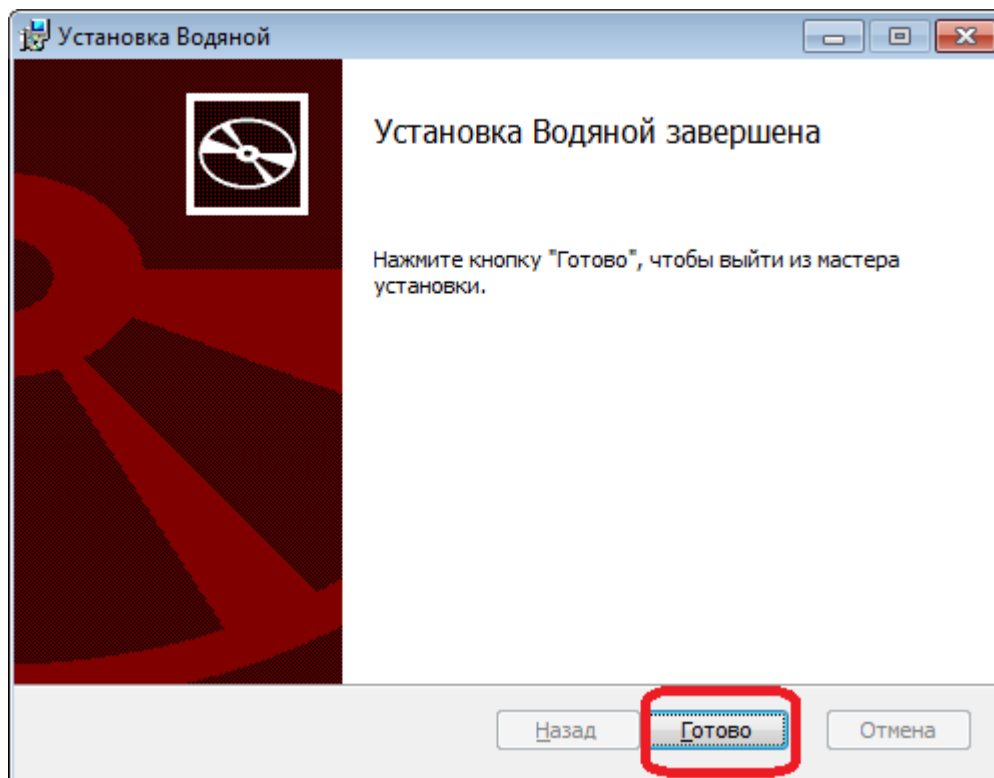 Установка Водяной
Установка Водяной завершена
Нажмите кнопку "Готово", чтобы выйти из мастера
установки.
Назад
Готово
Отмена